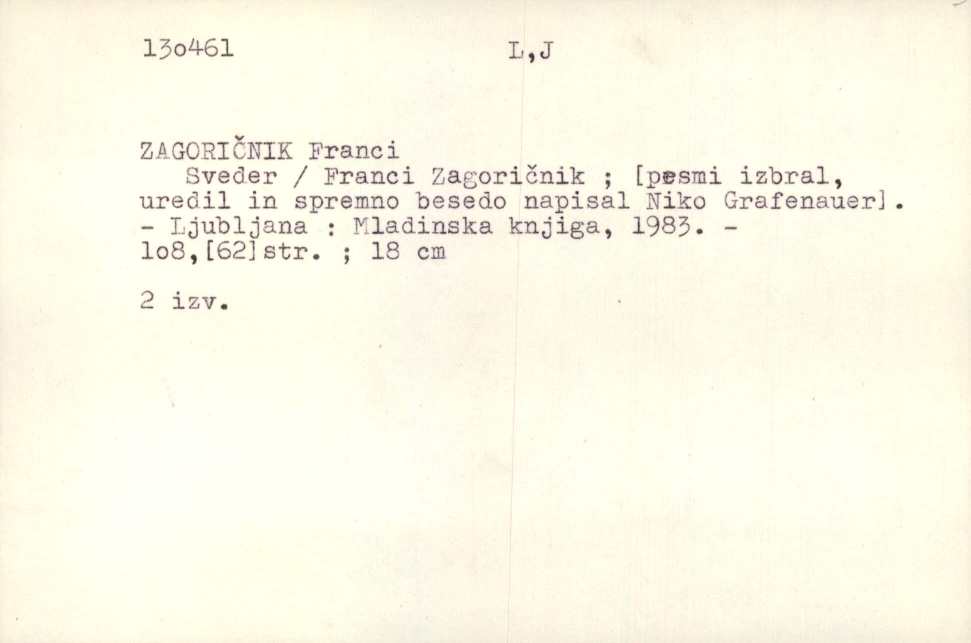 13o461 L,J
ZAGORIČNIK Franci
Sveder / Franci Zagoričnik ; [pesmi izbral,
uredil in spremno besedo napisal Niko Grafenauer].
- Ljubljana : Mladinska knjiga, 1983. -
1o8,[62]str. ; 18 cm
2 izv.